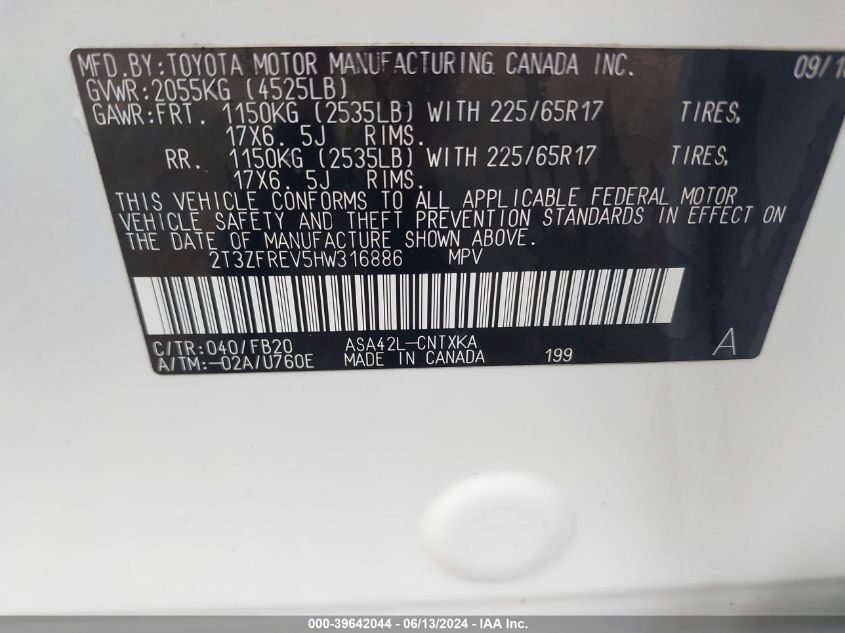 MFD.BY:TOYOTA MOTOR MANUFACTURING CANADA INC. 09/1
GVWR:2055KG (4525LB)
GAWR:FRT. 1150KG (2535LB) WITH 225/65R17 TIRES,
17X6.5J RIMS.
RR. 1150KG (2535LB) WITH 225/65R17 TIRES,
17X6.5J RIMS.
THIS VEHICLE CONFORMS TO ALL APPLICABLE FEDERAL MOTOR
VEHICLE SAFETY AND THEFT PREVENTION STANDARDS IN EFFECT ON
THE DATE OF MANUFACTURE SHOWN ABOVE.
2T3ZFREV5HW316886 MPV
C/TR:040/FB20 ASA42L-CNTXKA
A/TM:-02A/U760E MADE IN CANADA 199 A
000-39642044 - 06/13/2024 - IAA Inc.